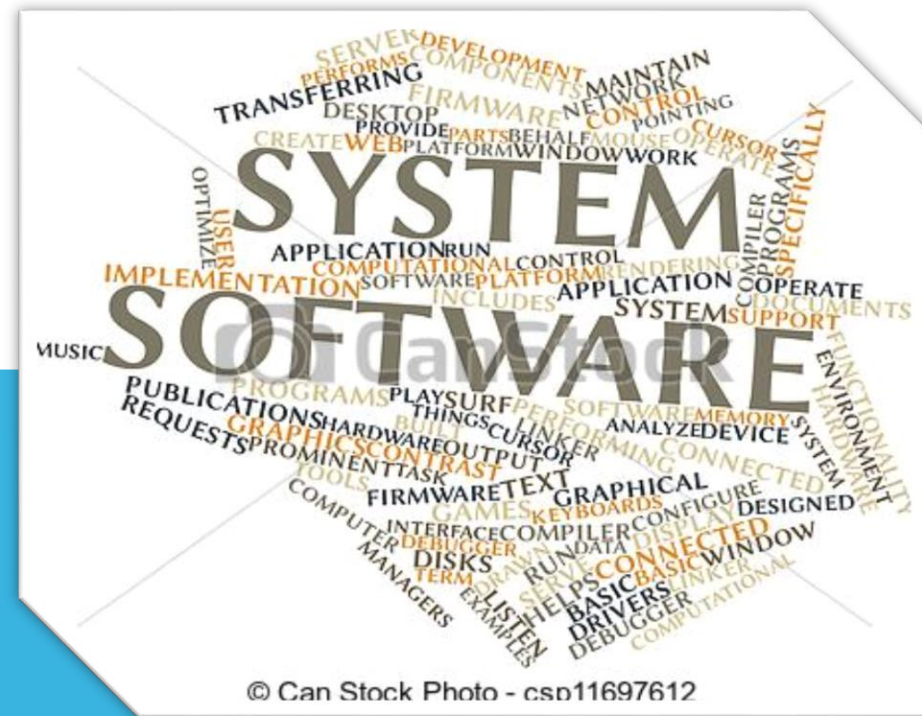 SERVER DEVELOPMENT
PERFORMS COMPONENTS MAINTAIN
TRANSFERRING FIRMWARE NETWORK
DESKTOP CONTROL POINTING
PROVIDE PARTS BEHALF MOUSE OPERATE CURSOR
CREATE WEB PLATFORM WINDOW WORK
SYSTEM
OPTIMIZE
USER
COMPILER
PROGRAMS
SPECIFICALLY
APPLICATION RUN
COMPUTATIONAL CONTROL RENDERING
IMPLEMENTATION SOFTWARE PLATFORM APPLICATION OPERATE
INCLUDES SYSTEM SUPPORT DOCUMENTS
SOFTWARE
CanStock
MUSIC
FUNCTIONALITY
ENVIRONMENT
HARDWARE
SYSTEM
PUBLICATIONS PROGRAMS PLAY SURF PERFORMING SOFTWARE MEMORY
REQUESTS GRAPHICS HARDWARE BUILT THINGS CURSOR LINKER ANALYZE DEVICE
PROMINENT CONTRAST OUTPUT CONNECTED
TOOLS TASK
FIRMWARE TEXT GRAPHICAL
COMPUTER GAMES KEYBOARDS CONFIGURE DESIGNED
INTERFACE COMPILER DISPLAY
DEBUGGER DATA CONNECTED WINDOW
MANAGERS DISKS DRAWN RUN BASIC LINKER
TERM SERVE HELPS BASIC COMPUTATIONAL
EXAMPLES LISTEN DRIVERS
DEBUGGER
© Can Stock Photo - csp11697612